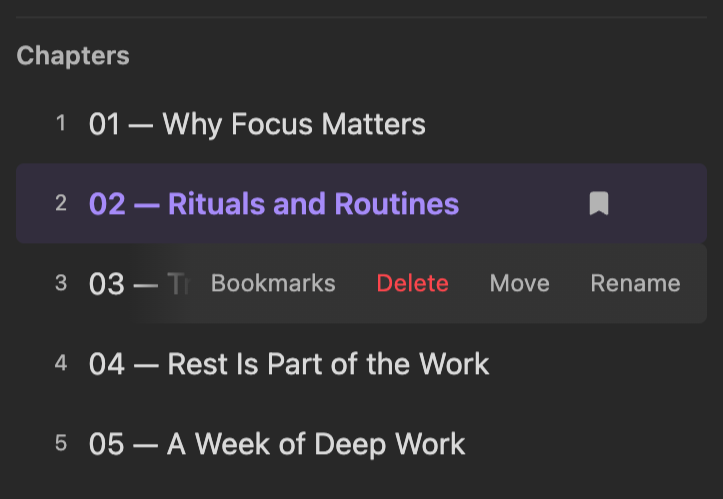 Chapters
1 01 — Why Focus Matters
2 02 — Rituals and Routines
3 03 — Bookmarks Delete Move Rename
4 04 — Rest Is Part of the Work
5 05 — A Week of Deep Work